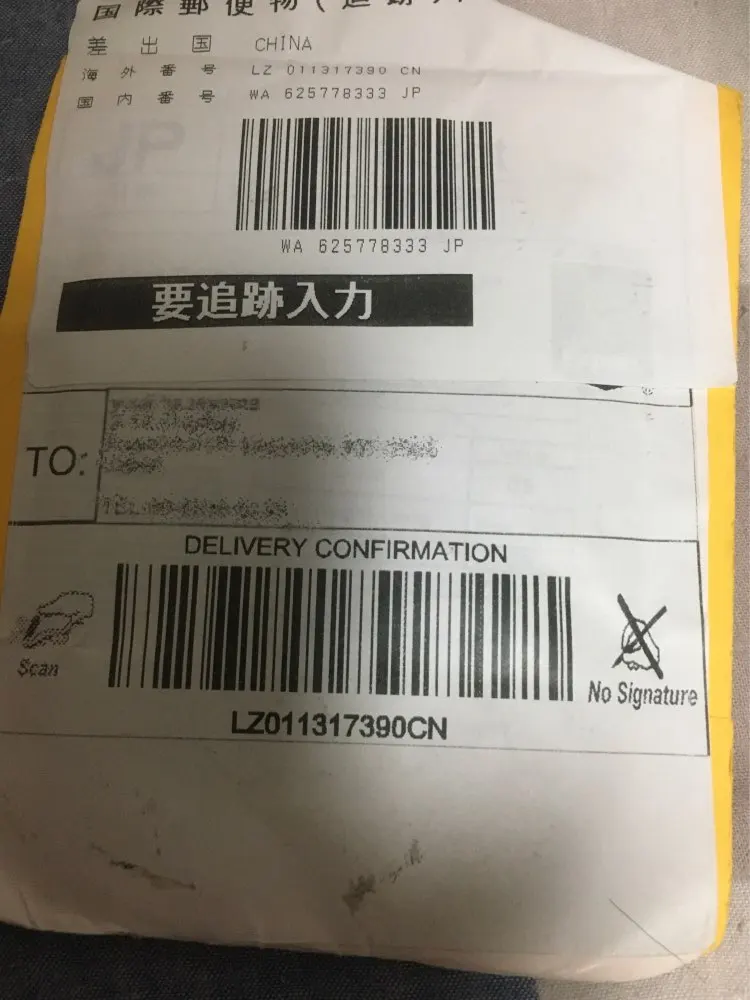 国際郵便物(追跡
差出国 CHINA
海外番号 LZ 011317390 CN
国内番号 WA 625778333 JP
WA 625778333 JP
要追跡入力
TO:
DELIVERY CONFIRMATION
Scan
No Signature
LZ011317390CN